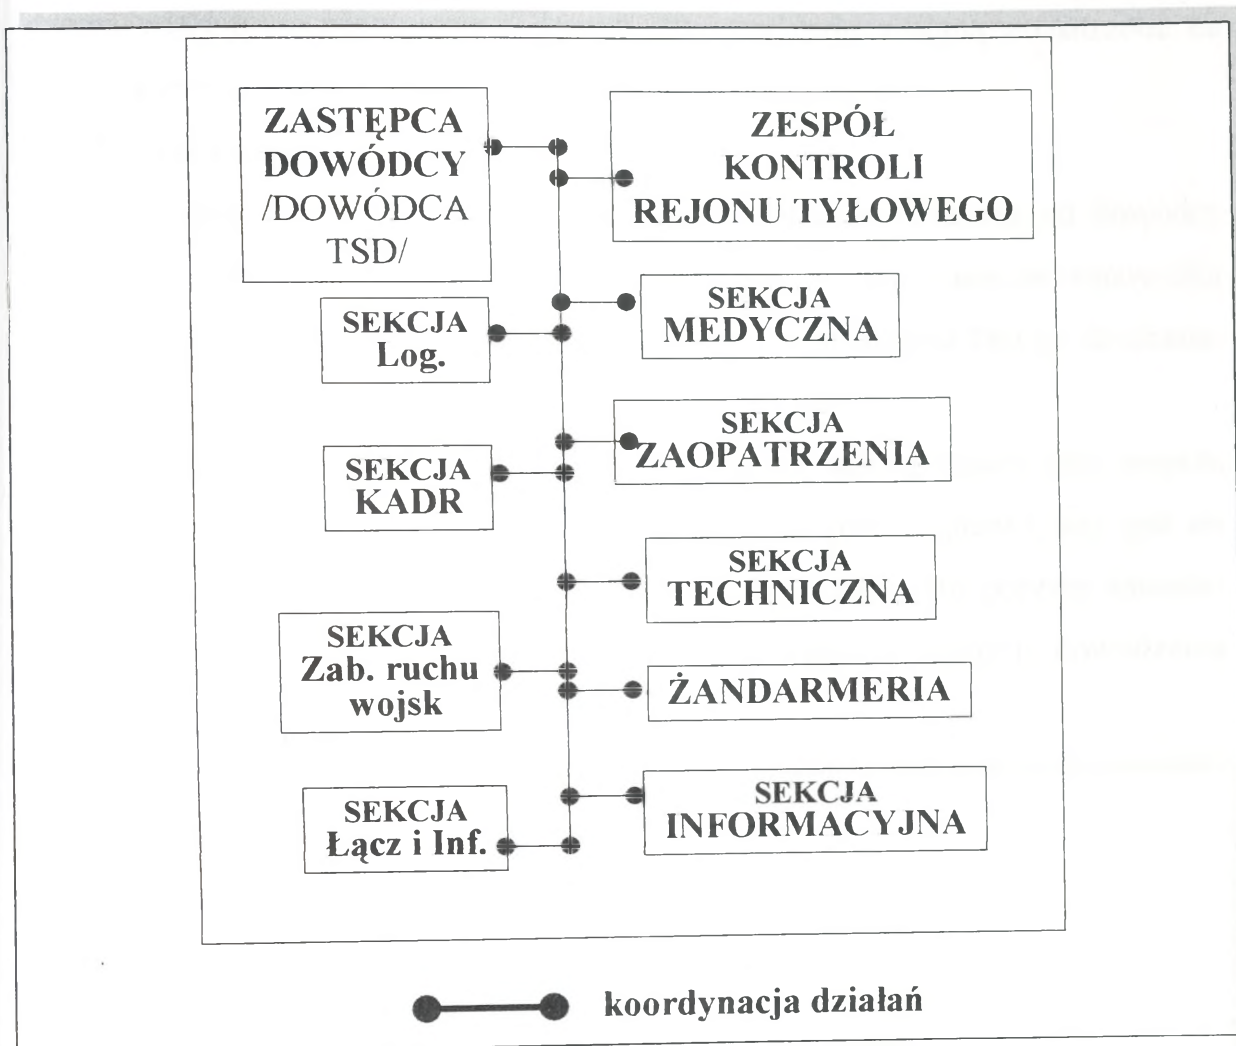 ZASTĘPCA
DOWÓDCY
/DOWÓDCA
TSD/
ZESPÓŁ
KONTROLI
REJONU TYŁOWEGO
SEKCJA
Log.
SEKCJA
MEDYCZNA
SEKCJA
KADR
SEKCJA
ZAOPATRZENIA
SEKCJA
TECHNICZNA
SEKCJA
Zab. ruchu
wojsk
ŻANDARMERIA
SEKCJA
Łącz i Inf.
SEKCJA
INFORMACYJNA
koordynacja działań